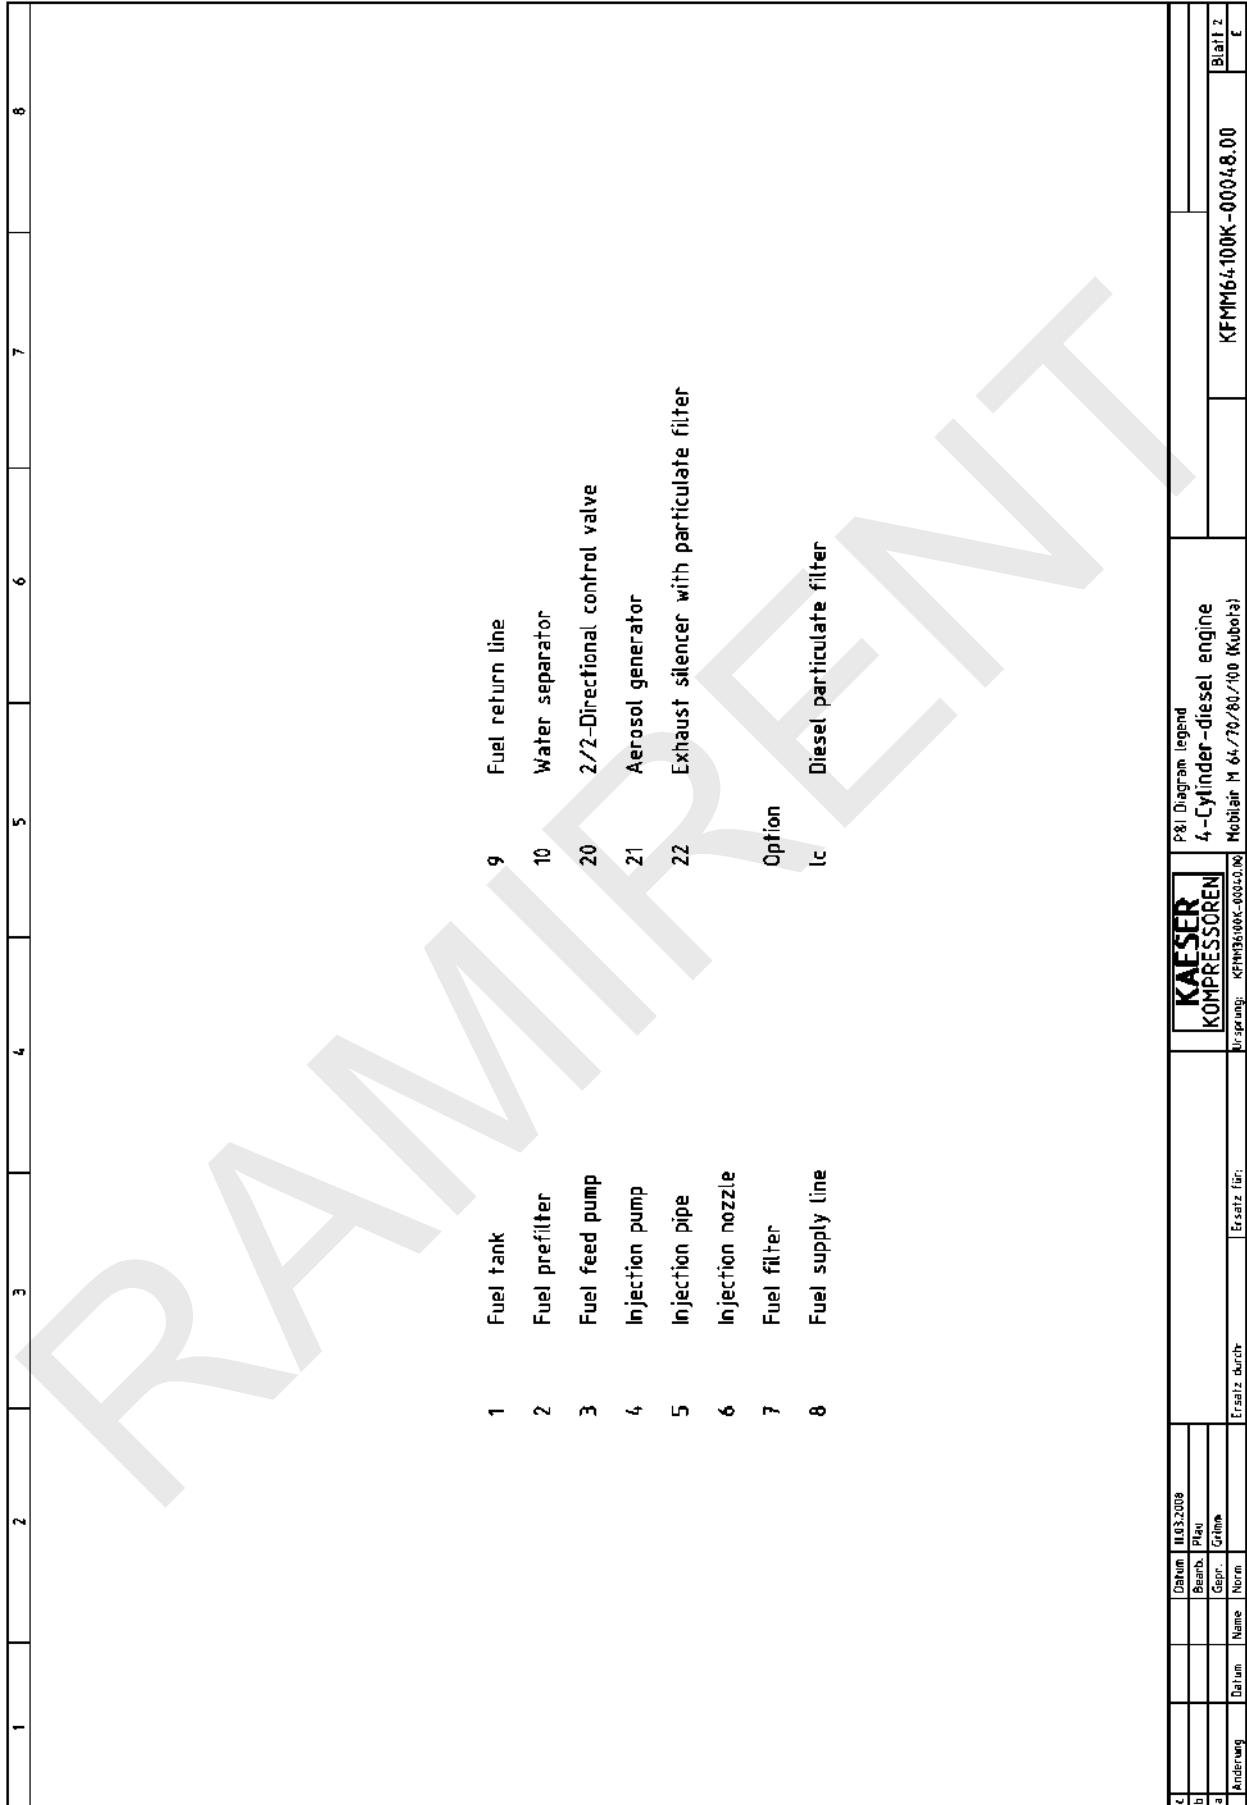 1
2
3
4
5
6
7
8
1 Fuel tank
2 Fuel prefilter
3 Fuel feed pump
4 Injection pump
5 Injection pipe
6 Injection nozzle
7 Fuel filter
8 Fuel supply line
9 Fuel return line
10 Water separator
20 2/2-Directional control valve
21 Aerosol generator
22 Exhaust silencer with particulate filter
Option
lc Diesel particulate filter
RAMIRENT
c
b
a
Änderung
Datum
Name
Datum 11.03.2008
Bearb. Plau
Gepr. Grimm
Norm
Ersatz durch:
Ersatz für:
KAESER
KOMPRESSOREN
Ursprung: KFMM36100K-00040.00
P&I Diagram legend
4-Cylinder-diesel engine
Mobilair M 64/70/80/100 (Kubota)
KFMM64100K-00048.00
Blatt 2
E